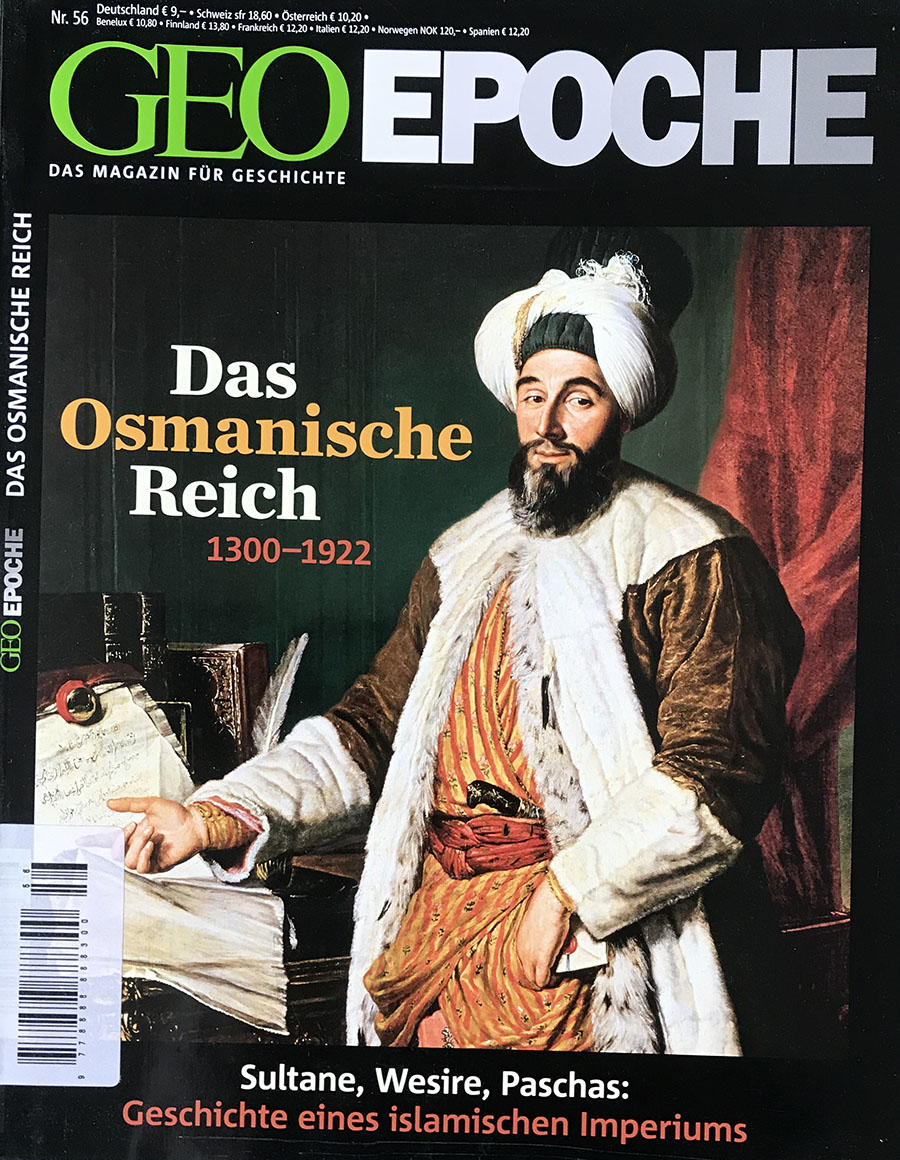 Nr. 56
Deutschland € 9,– • Schweiz sfr 18,60 • Österreich € 10,20 •
Benelux € 10,80 • Finnland € 13,80 • Frankreich € 12,20 • Italien € 12,20 • Norwegen NOK 120,– • Spanien € 12,20
GEO EPOCHE
DAS MAGAZIN FÜR GESCHICHTE
GEO EPOCHE DAS OSMANISCHE REICH
Das
Osmanische
Reich
1300–1922
Sultane, Wesire, Paschas:
Geschichte eines islamischen Imperiums